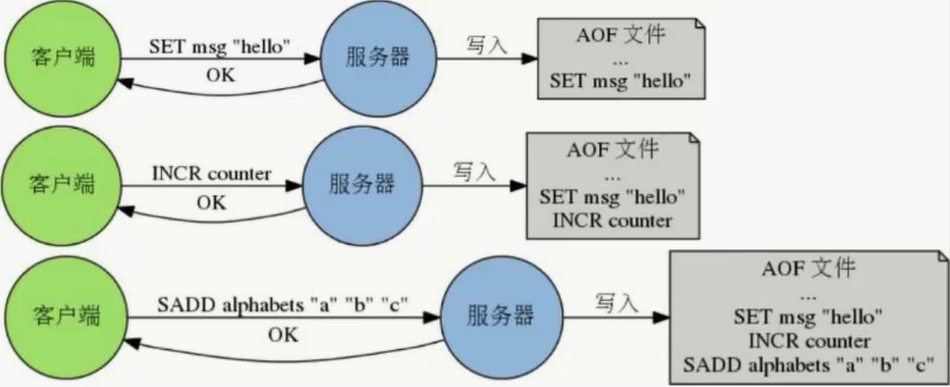 客户端
SET msg "hello"
OK
服务器
写入
AOF 文件
...
SET msg "hello"
客户端
INCR counter
OK
服务器
写入
AOF 文件
...
SET msg "hello"
INCR counter
客户端
SADD alphabets "a" "b" "c"
OK
服务器
写入
AOF 文件
...
SET msg "hello"
INCR counter
SADD alphabets "a" "b" "c"